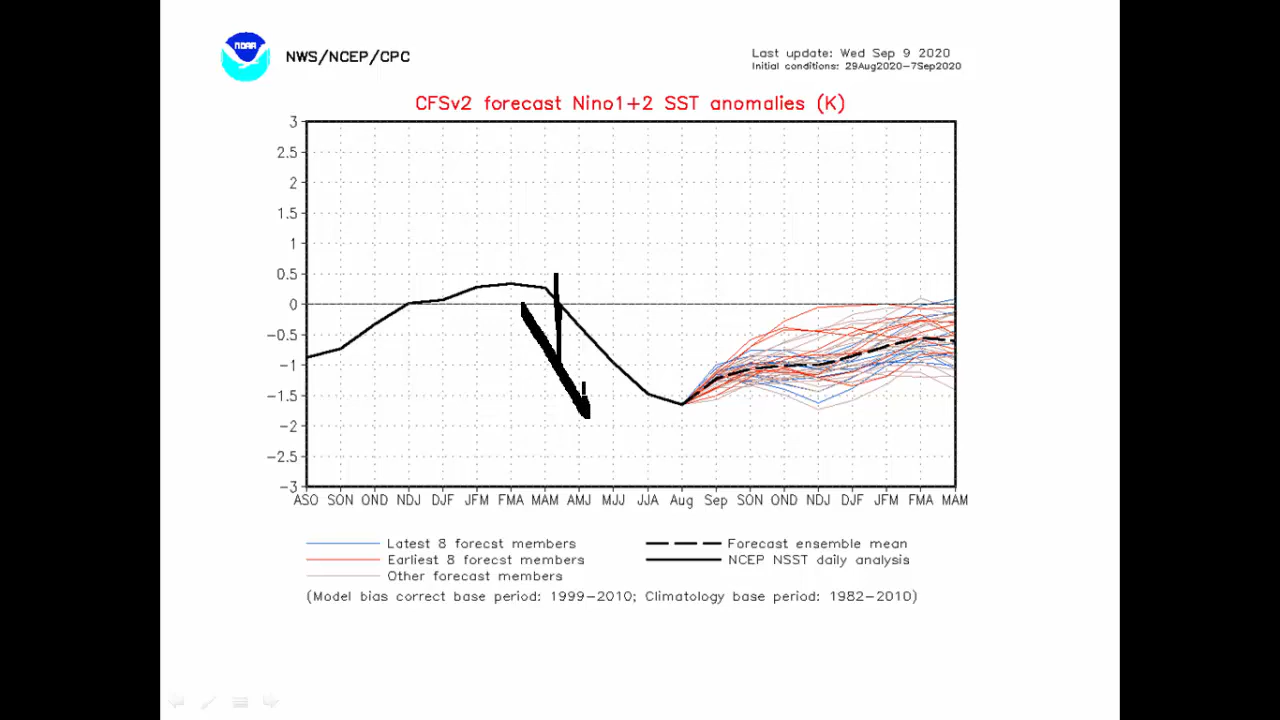 NOAA
NWS/NCEP/CPC
Last update: Wed Sep 9 2020
Initial conditions: 29Aug2020-7Sep2020
CFSv2 forecast Nino1+2 SST anomalies (K)
3
2.5
2
1.5
1
0.5
0
-0.5
-1
-1.5
-2
-2.5
-3
ASO SON OND NDJ DJF JFM FMA MAM AMJ MJJ JJA Aug Sep SON OND NDJ DJF JFM FMA MAM
Latest 8 forecst members
Earliest 8 forecst members
Other forecast members
Forecast ensemble mean
NCEP NSST daily analysis
(Model bias correct base period: 1999-2010; Climatology base period: 1982-2010)